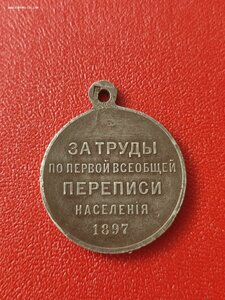 ЗА ТРУДЫ
ПО ПЕРВОЙ ВСЕОБЩЕЙ
ПЕРЕПИСИ
НАСЕЛЕНІЯ
1897